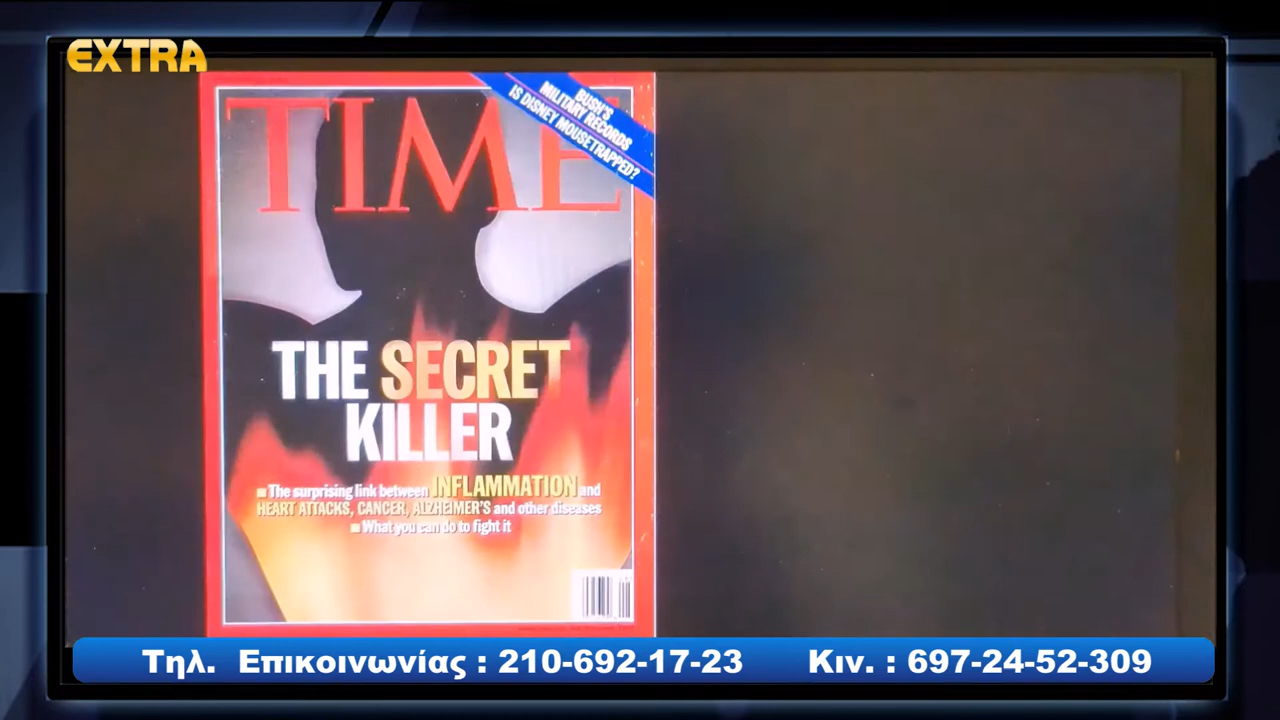 EXTRA
TIME
BUSH'S
MILITARY RECORDS
IS DISNEY MOUSETRAPPED?
THE SECRET
KILLER
The surprising link between INFLAMMATION and
HEART ATTACKS, CANCER, ALZHEIMER'S and other diseases
What you can do to fight it
Τηλ. Επικοινωνίας : 210-692-17-23 Κιν. : 697-24-52-309